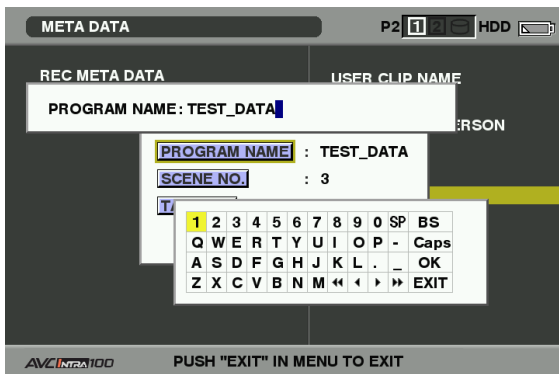 META DATA P2 1 2 HDD
REC META DATA USER CLIP NAME
PROGRAM NAME: TEST_DATA
ERSON
PROGRAM NAME : TEST_DATA
SCENE NO. : 3
1 2 3 4 5 6 7 8 9 0 SP BS
Q W E R T Y U I O P - Caps
A S D F G H J K L . _ OK
Z X C V B N M EXIT
AVC INTRA 100 PUSH "EXIT" IN MENU TO EXIT